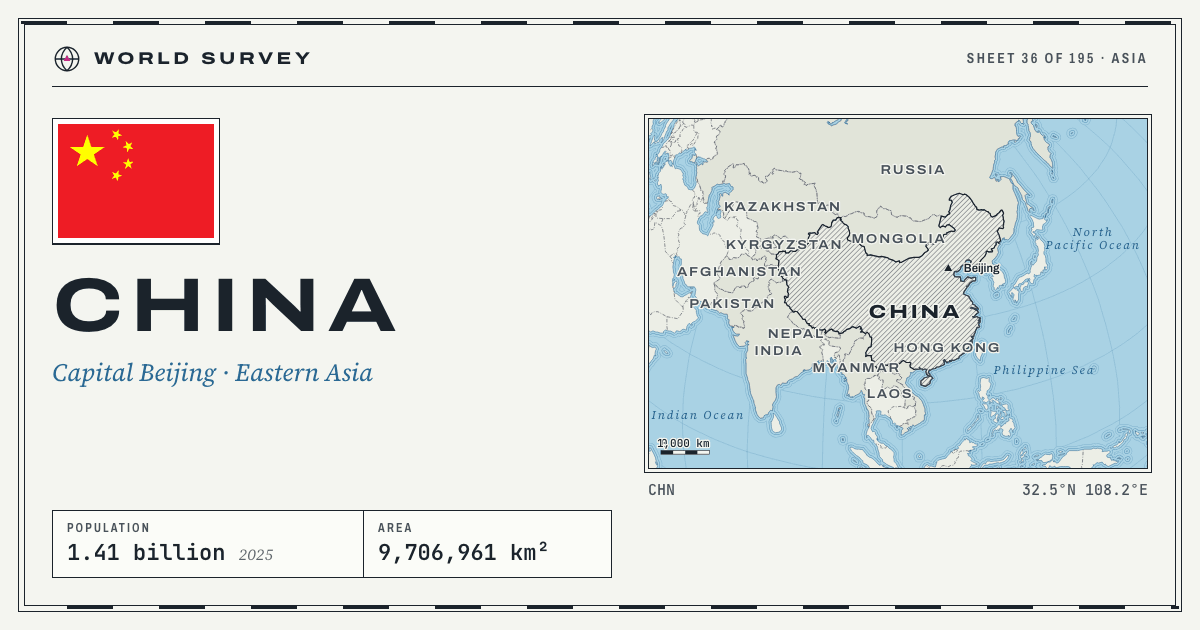 WORLD SURVEY
SHEET 36 OF 195 · ASIA
CHINA
Capital Beijing · Eastern Asia
POPULATION
1.41 billion 2025
AREA
9,706,961 km²
RUSSIA
KAZAKHSTAN
KYRGYZSTAN
MONGOLIA
North
Pacific Ocean
AFGHANISTAN
Beijing
PAKISTAN
CHINA
NEPAL
INDIA
HONG KONG
MYANMAR
Philippine Sea
LAOS
Indian Ocean
1,000 km
CHN
32.5°N 108.2°E